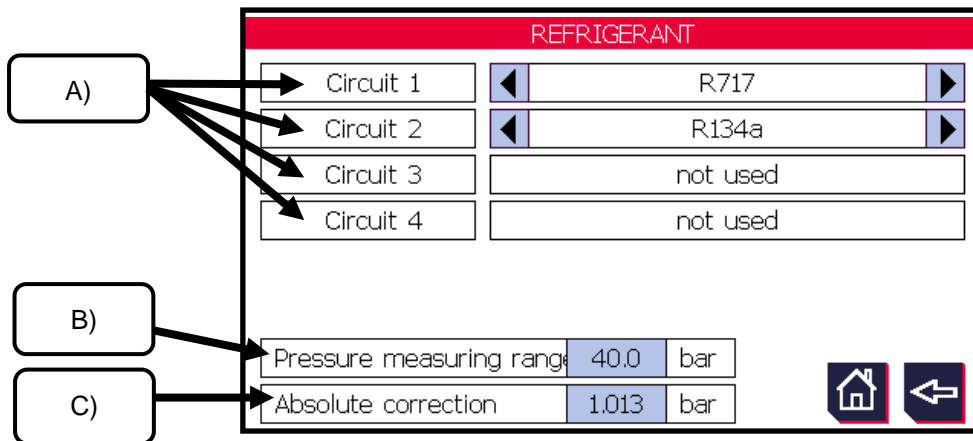 REFRIGERANT
A)
Circuit 1 R717
Circuit 2 R134a
Circuit 3 not used
Circuit 4 not used
B)
Pressure measuring range 40.0 bar
C)
Absolute correction 1.013 bar